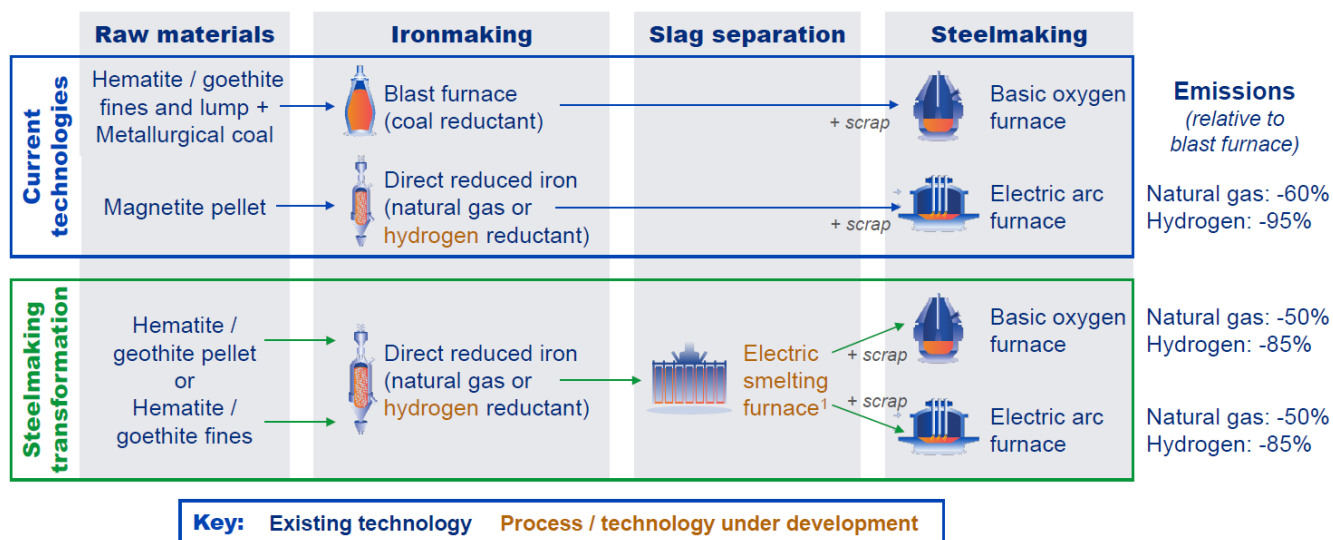 Raw materials
Ironmaking
Slag separation
Steelmaking
Current
technologies
Hematite / goethite
fines and lump +
Metallurgical coal
Blast furnace
(coal reductant)
+ scrap
Basic oxygen
furnace
Emissions
(relative to
blast furnace)
Magnetite pellet
Direct reduced iron
(natural gas or
hydrogen reductant)
+ scrap
Electric arc
furnace
Natural gas: -60%
Hydrogen: -95%
Steelmaking
transformation
Hematite /
geothite pellet
or
Hematite /
goethite fines
Direct reduced iron
(natural gas or
hydrogen reductant)
Electric
smelting
furnace¹
+ scrap
Basic oxygen
furnace
Natural gas: -50%
Hydrogen: -85%
+ scrap
Electric arc
furnace
Natural gas: -50%
Hydrogen: -85%
Key: Existing technology Process / technology under development